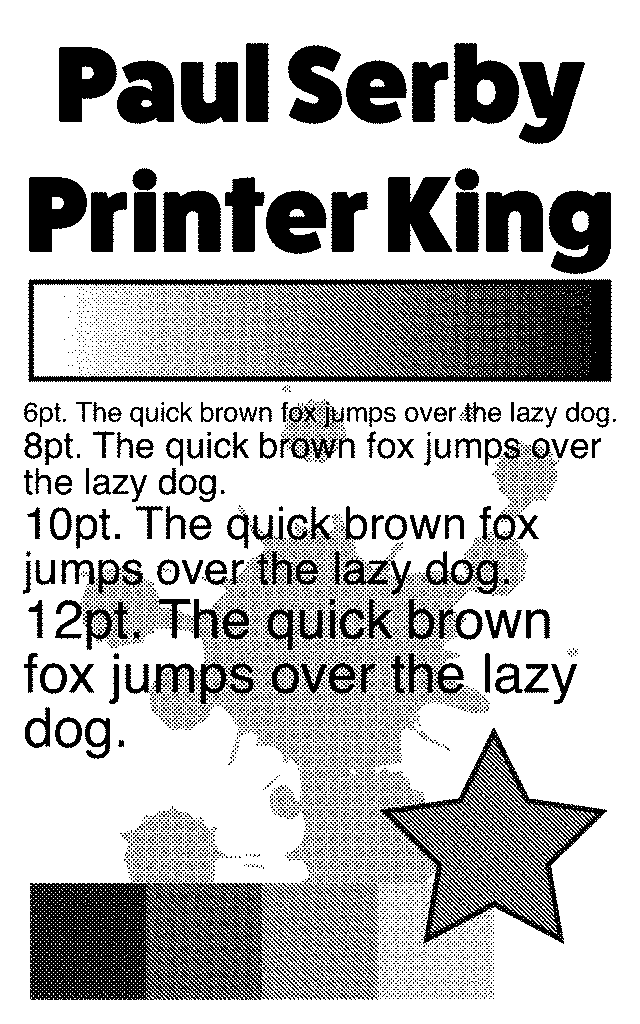 Paul Serby
Printer King
6pt. The quick brown fox jumps over the lazy dog.
8pt. The quick brown fox jumps over
the lazy dog.
10pt. The quick brown fox
jumps over the lazy dog.
12pt. The quick brown
fox jumps over the lazy
dog.